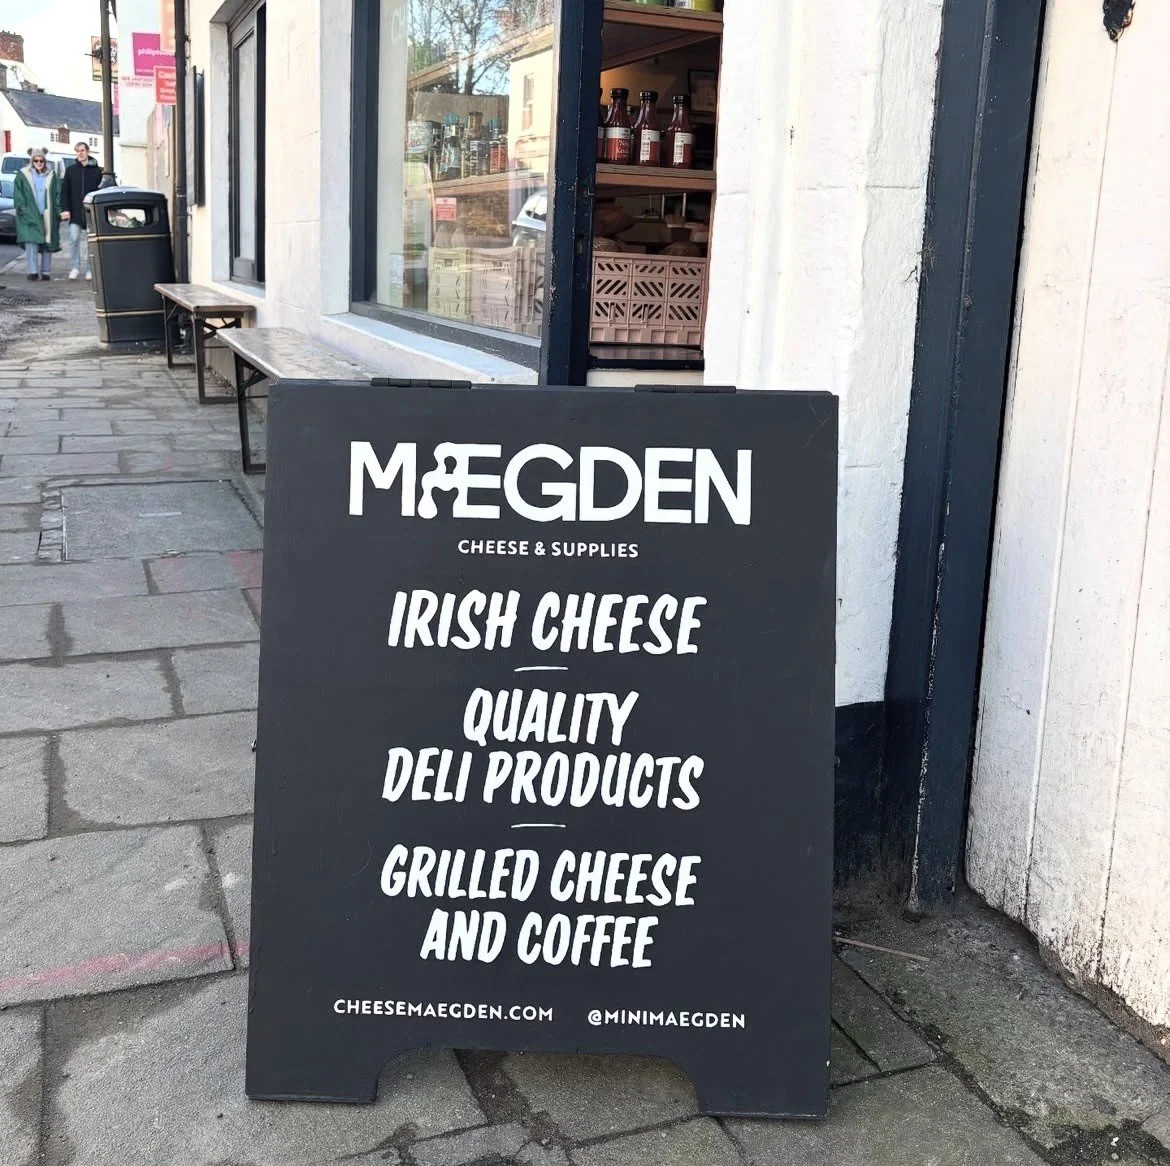 MÆGDEN
CHEESE & SUPPLIES
IRISH CHEESE
QUALITY
DELI PRODUCTS
GRILLED CHEESE
AND COFFEE
CHEESEMAEGDEN.COM @MINIMAEGDEN